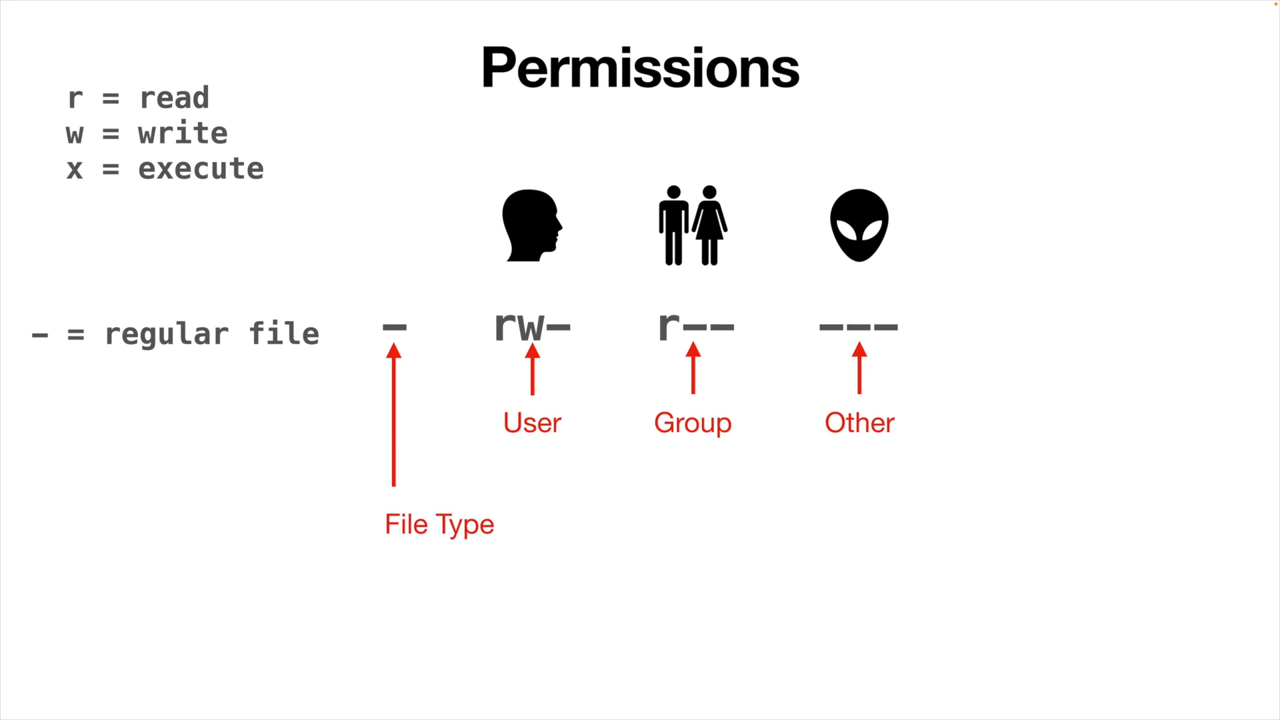 Permissions
r = read
w = write
x = execute
- = regular file
- rw- r-- ---
User Group Other
File Type